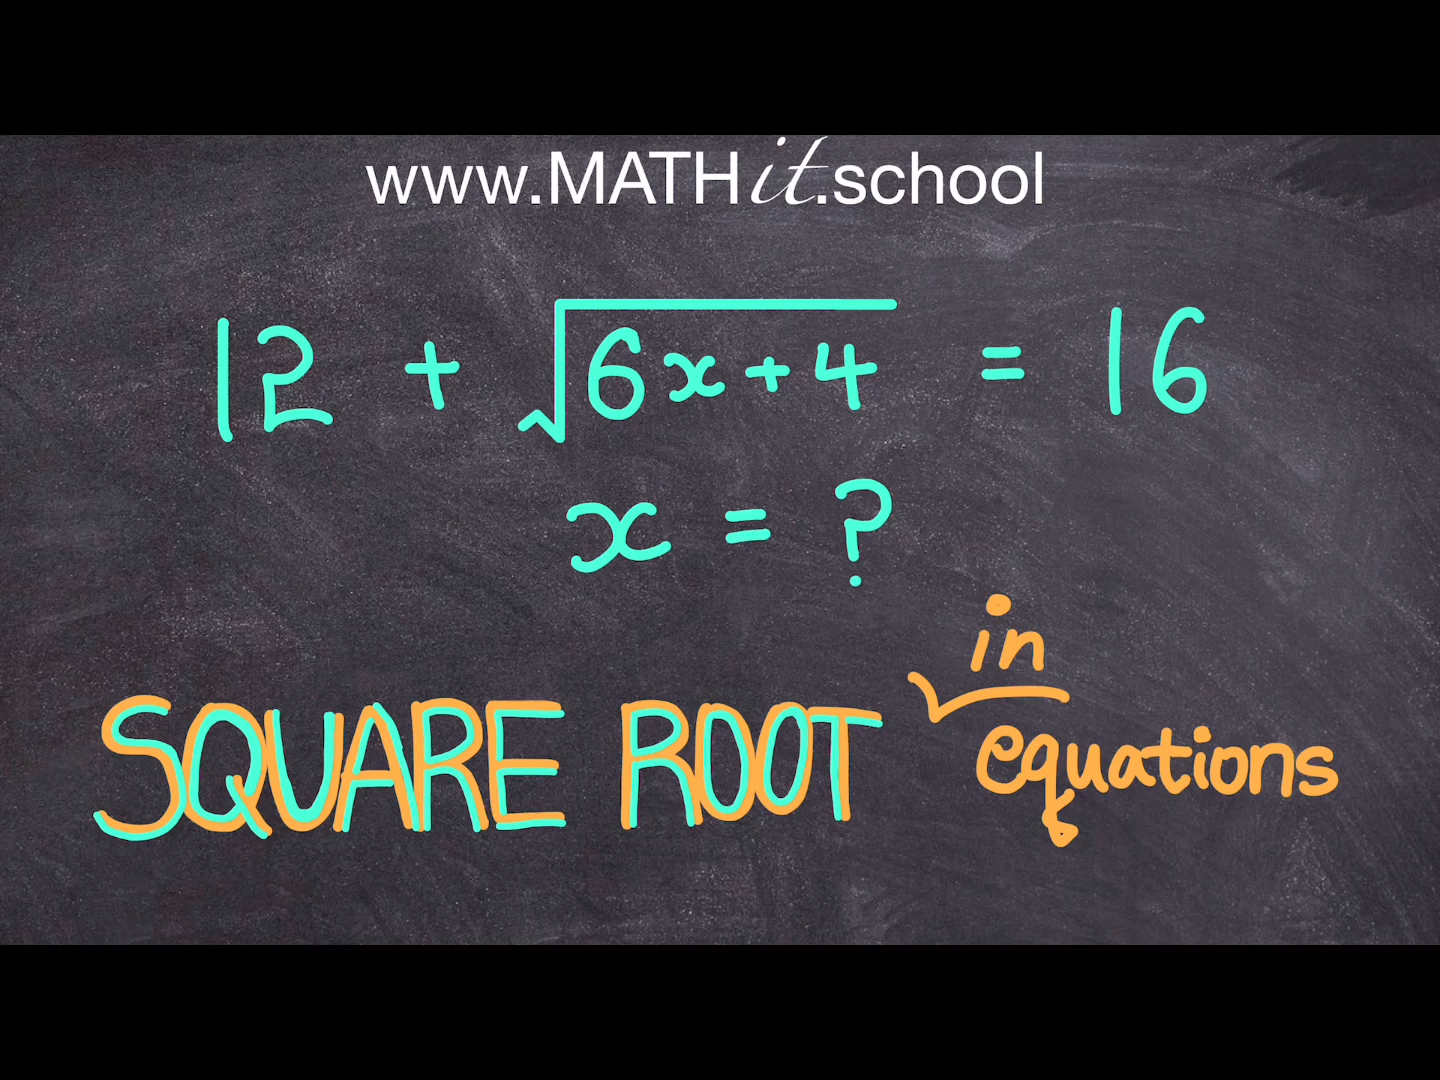 www.MATHit.school
12 + √6x+4 = 16
x = ?
SQUARE ROOT in equations